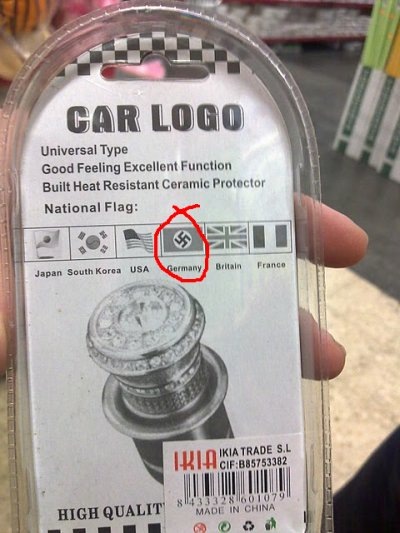 CAR LOGO
Universal Type
Good Feeling Excellent Function
Built Heat Resistant Ceramic Protector
National Flag:
Japan South Korea USA Germany Britain France
IKIA IKIA TRADE S.L
CIF:B85753382
8 433328 601079
MADE IN CHINA
HIGH QUALIT